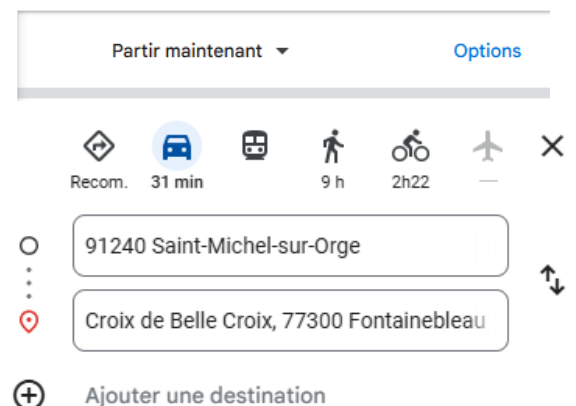 Partir maintenant Options
Recom. 31 min 9 h 2h22 —
91240 Saint-Michel-sur-Orge
Croix de Belle Croix, 77300 Fontainebleau
Ajouter une destination